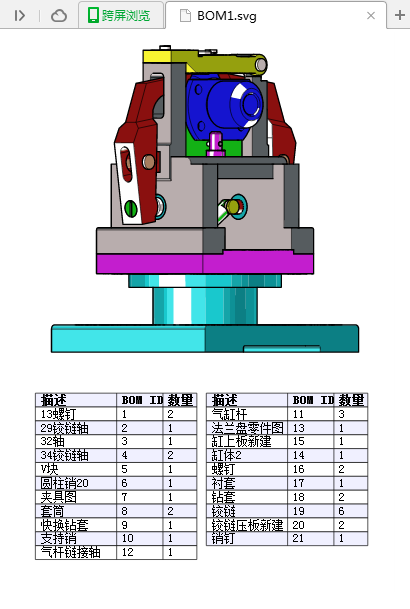 跨屏浏览
BOM1.svg
描述 BOM ID 数量
13螺钉 1 2
29铰链轴 2 1
32轴 3 1
34铰链轴 4 2
V块 5 1
圆柱销20 6 1
夹具图 7 1
套筒 8 2
快换钻套 9 1
支持销 10 1
气杆链接轴 12 1
描述 BOM ID 数量
气缸杆 11 3
法兰盘零件图 13 1
缸上板新建 15 1
缸体2 14 1
螺钉 16 2
衬套 17 1
钻套 18 2
铰链 19 6
铰链压板新建 20 2
销钉 21 1